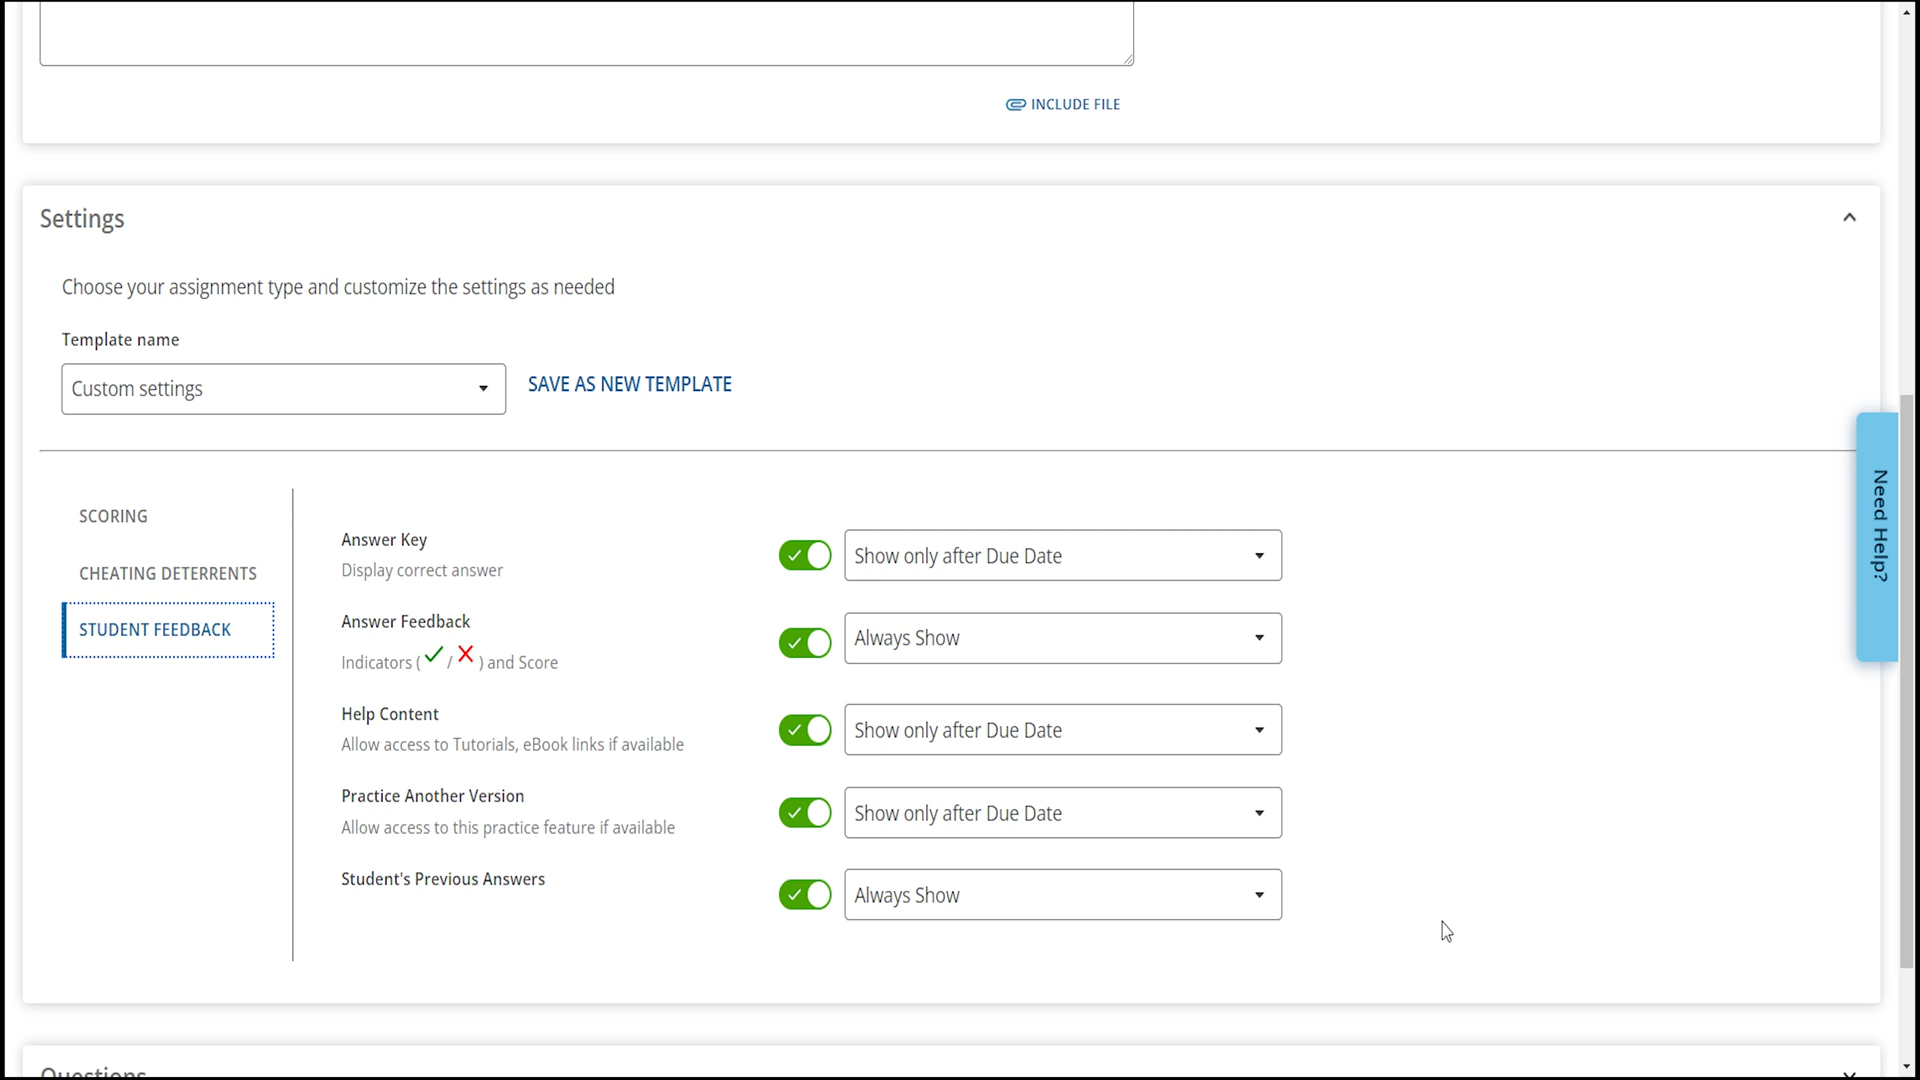 INCLUDE FILE
Settings
Choose your assignment type and customize the settings as needed
Template name
Custom settings
SAVE AS NEW TEMPLATE
SCORING
CHEATING DETERRENTS
STUDENT FEEDBACK
Answer Key
Display correct answer
Show only after Due Date
Answer Feedback
Indicators ( ✓ / ✗ ) and Score
Always Show
Help Content
Allow access to Tutorials, eBook links if available
Show only after Due Date
Practice Another Version
Allow access to this practice feature if available
Show only after Due Date
Student's Previous Answers
Always Show
Need Help?
Questions